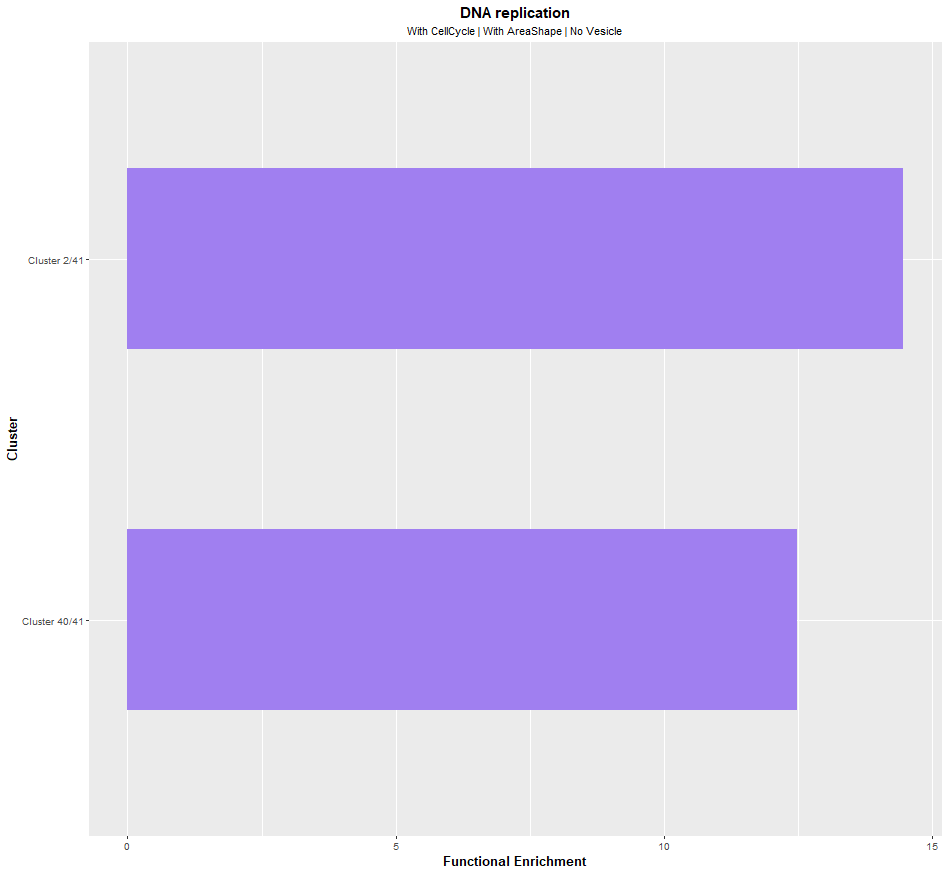 DNA replication
With CellCycle | With AreaShape | No Vesicle
Cluster
Cluster 2/41
Cluster 40/41
0 5 10 15
Functional Enrichment